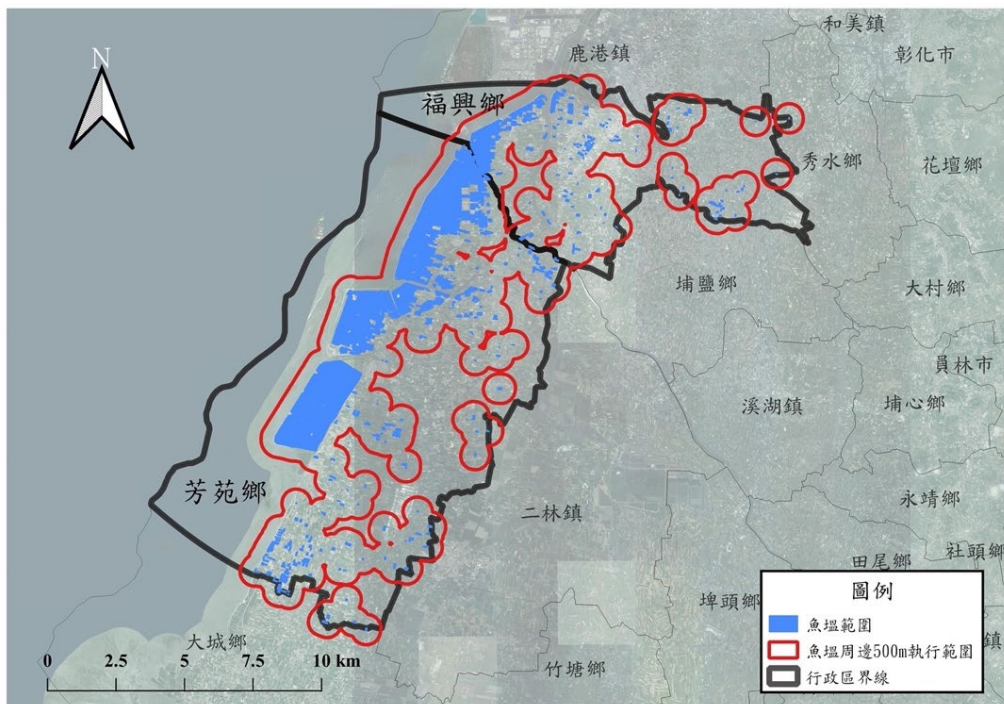 和美鎮
鹿港鎮
彰化市
N
福興鄉
秀水鄉
花壇鄉
埔鹽鄉
大村鄉
員林市
溪湖鎮
埔心鄉
芳苑鄉
二林鎮
永靖鄉
社頭鄉
田尾鄉
埤頭鄉
大城鄉
竹塘鄉
鎮
0 2.5 5 7.5 10 km
圖例
魚塭範圍
魚塭周邊500m執行範圍
行政區界線